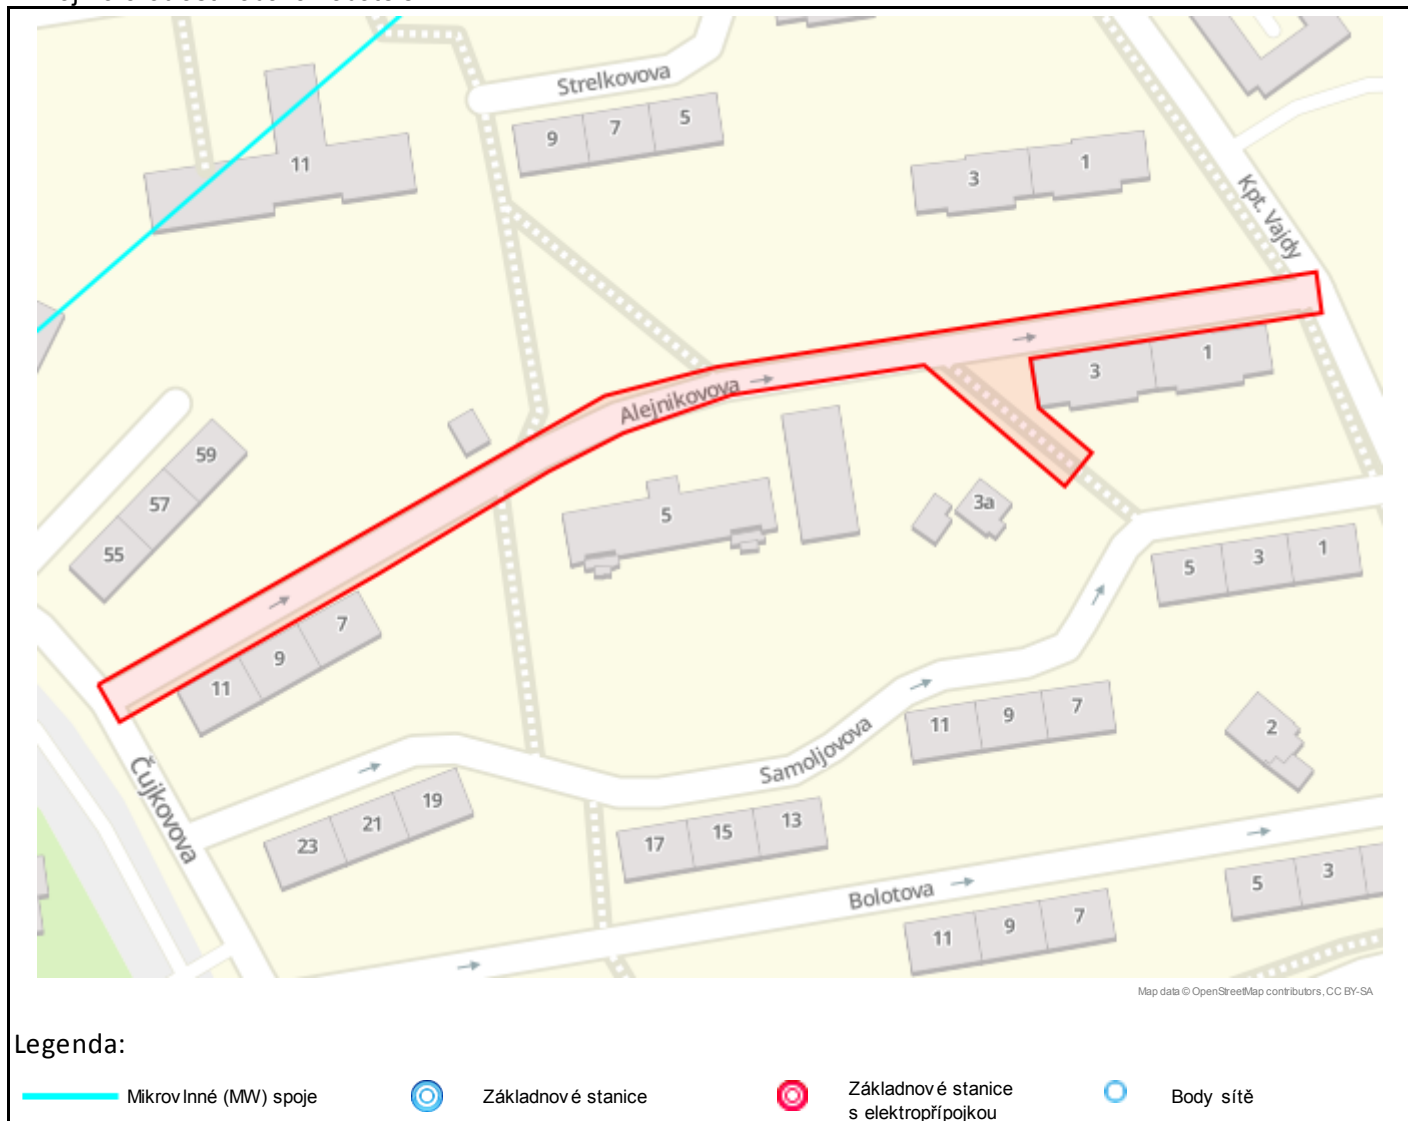 Strelkovova
9 7 5
11
3 1
Kpt. Vajdy
3 1
Alejnikovova
59
57
55
5
3a
5 3 1
7
9
11
11 9 7
2
Samoljovova
Čujkovova
19
21
23
17 15 13
Bolotova
5 3
11 9 7
Map data © OpenStreetMap contributors, CC BY-SA
Legenda:
Mikrovlnné (MW) spoje
Základnové stanice
Základnové stanice
s elektropřípojkou
Body sítě